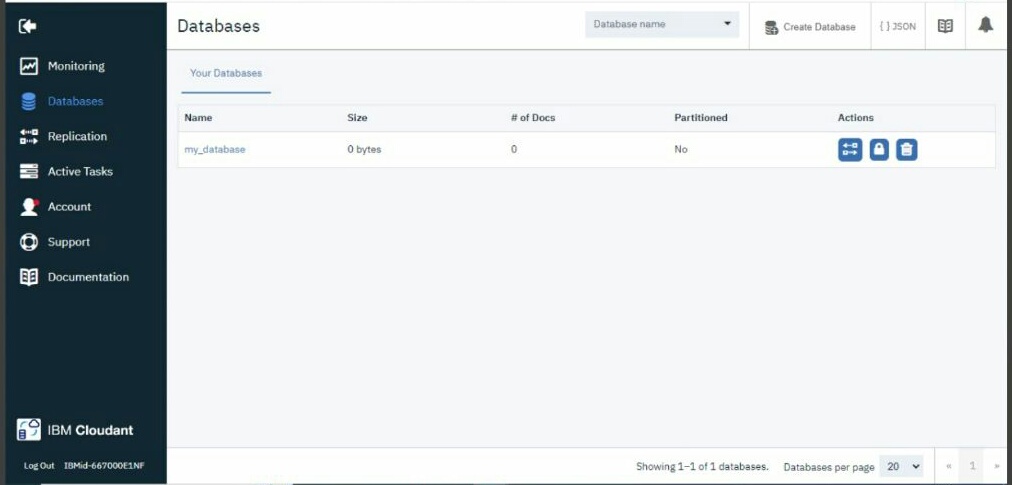 Databases
Database name
Create Database
{ } JSON
Monitoring
Databases
Replication
Active Tasks
Account
Support
Documentation
Your Databases
Name Size # of Docs Partitioned Actions
my_database 0 bytes 0 No
IBM Cloudant
Log Out IBMid-667000E1NF
Showing 1–1 of 1 databases. Databases per page 20 « 1 »